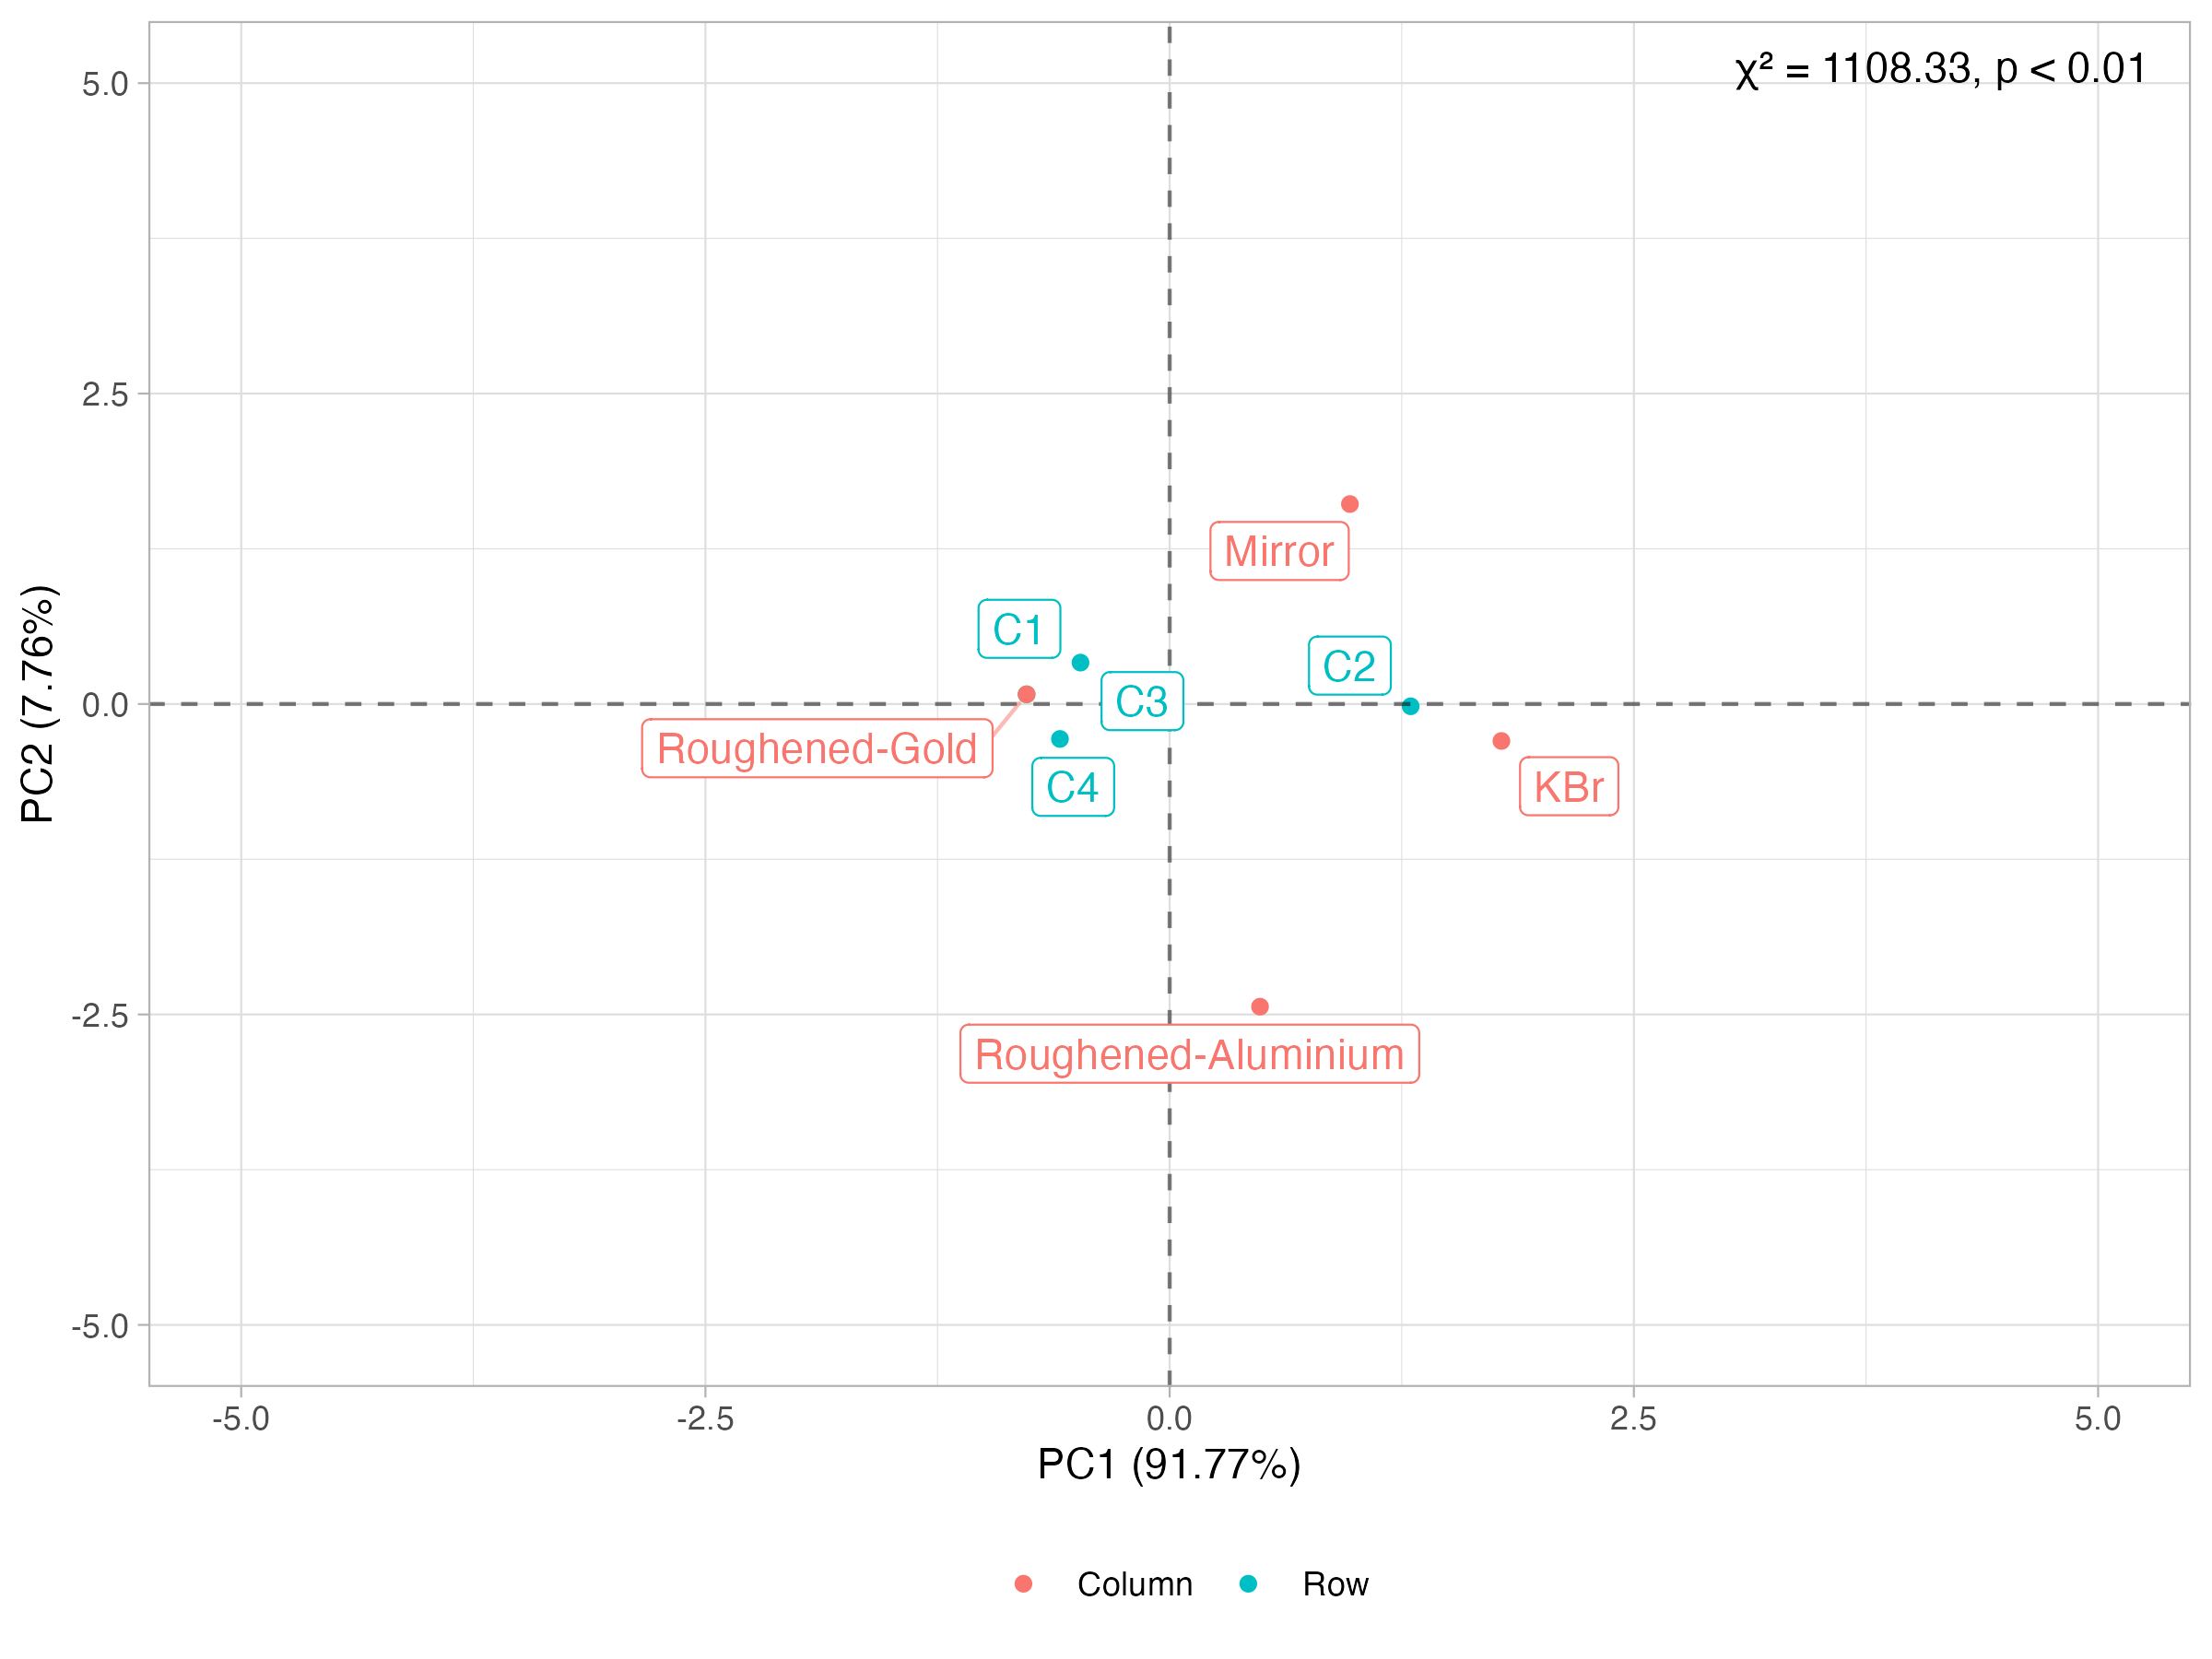 χ² = 1108.33, p < 0.01
5.0
2.5
0.0
-2.5
-5.0
PC2 (7.76%)
Mirror
C1
C2
C3
Roughened-Gold
C4
KBr
Roughened-Aluminium
-5.0
-2.5
0.0
2.5
5.0
PC1 (91.77%)
Column
Row